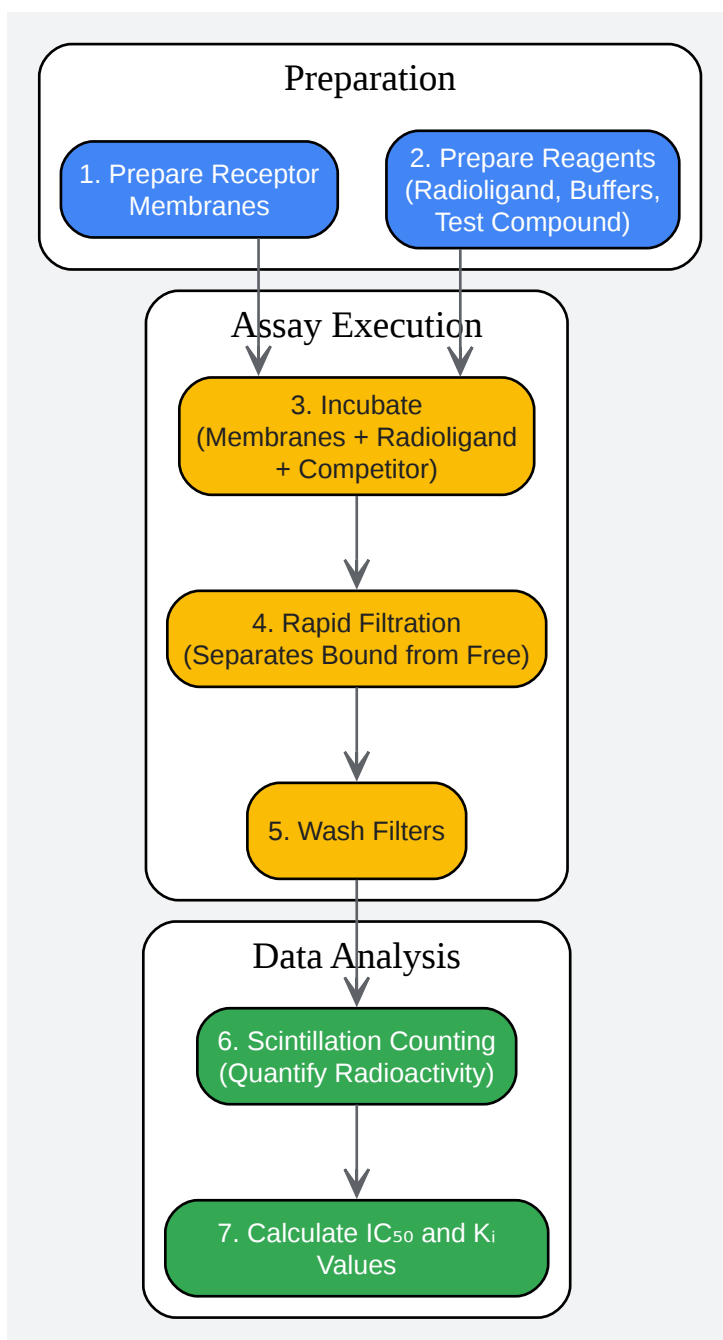 Preparation
1. Prepare Receptor
Membranes
2. Prepare Reagents
(Radioligand, Buffers,
Test Compound)
Assay Execution
3. Incubate
(Membranes + Radioligand
+ Competitor)
4. Rapid Filtration
(Separates Bound from Free)
5. Wash Filters
Data Analysis
6. Scintillation Counting
(Quantify Radioactivity)
7. Calculate IC₅₀ and Kᵢ
Values